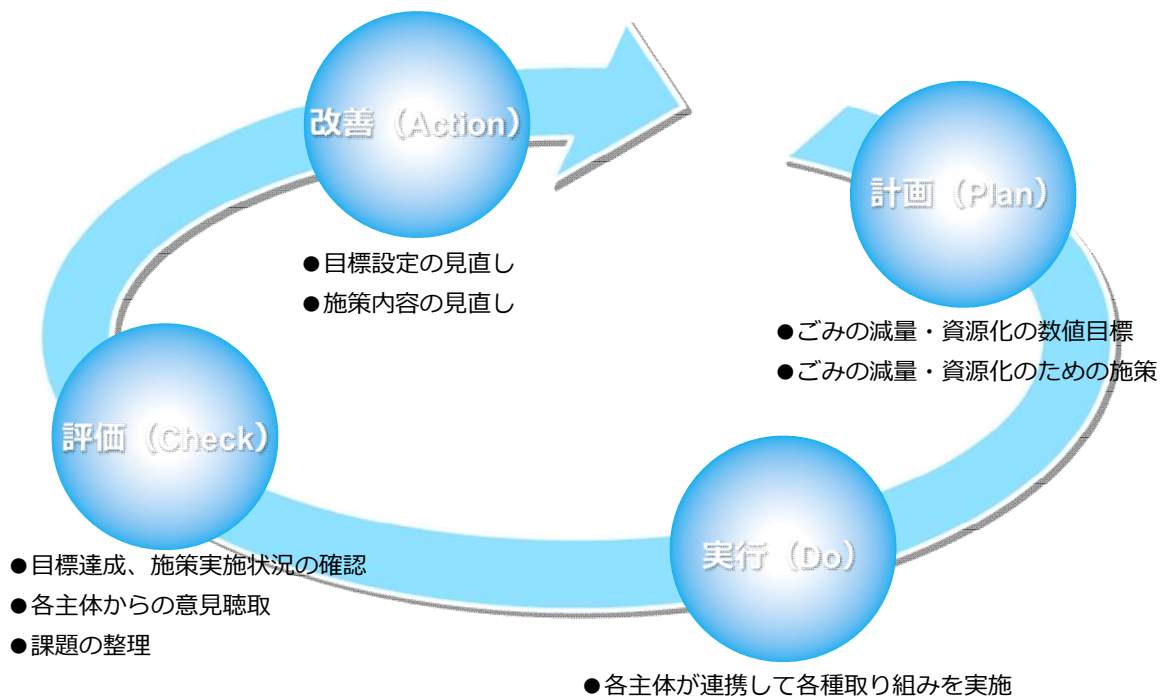 改善（Action）
計画（Plan）
●目標設定の見直し
●施策内容の見直し
●ごみの減量・資源化の数値目標
●ごみの減量・資源化のための施策
評価（Check）
実行（Do）
●目標達成、施策実施状況の確認
●各主体からの意見聴取
●課題の整理
●各主体が連携して各種取り組みを実施